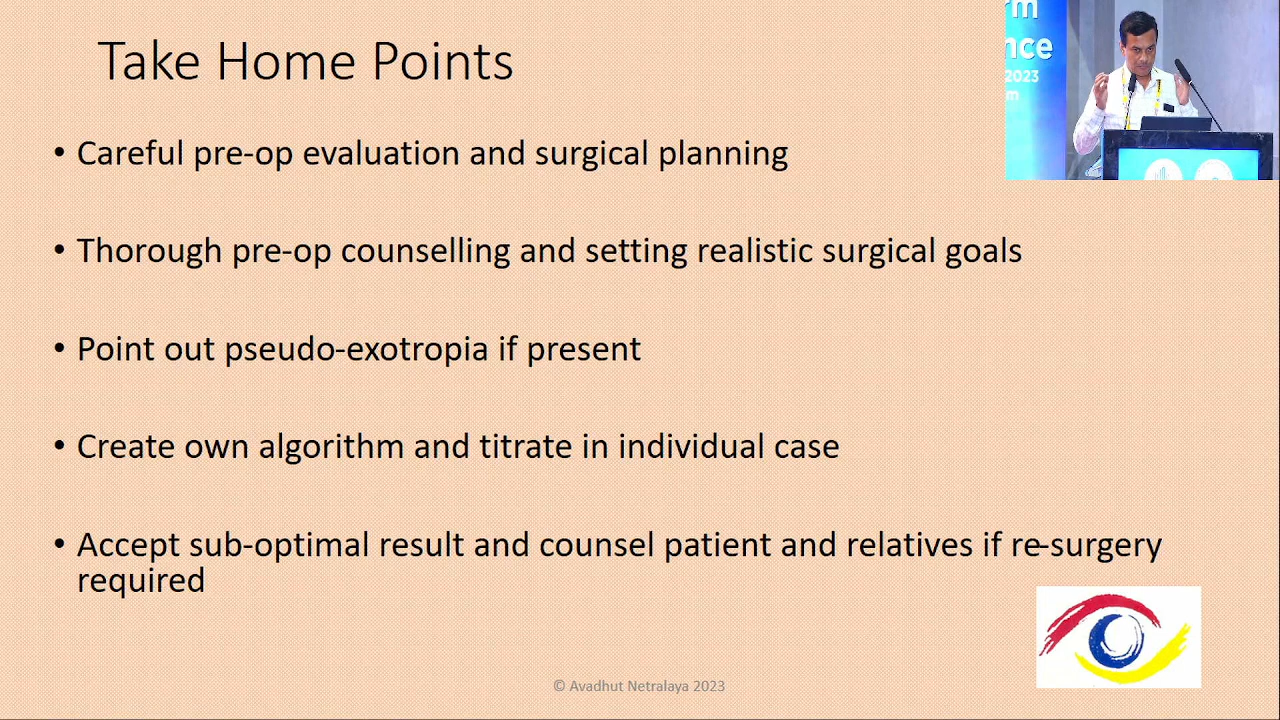 Take Home Points
• Careful pre-op evaluation and surgical planning
• Thorough pre-op counselling and setting realistic surgical goals
• Point out pseudo-exotropia if present
• Create own algorithm and titrate in individual case
• Accept sub-optimal result and counsel patient and relatives if re-surgery
required
© Avadhut Netralaya 2023
2023